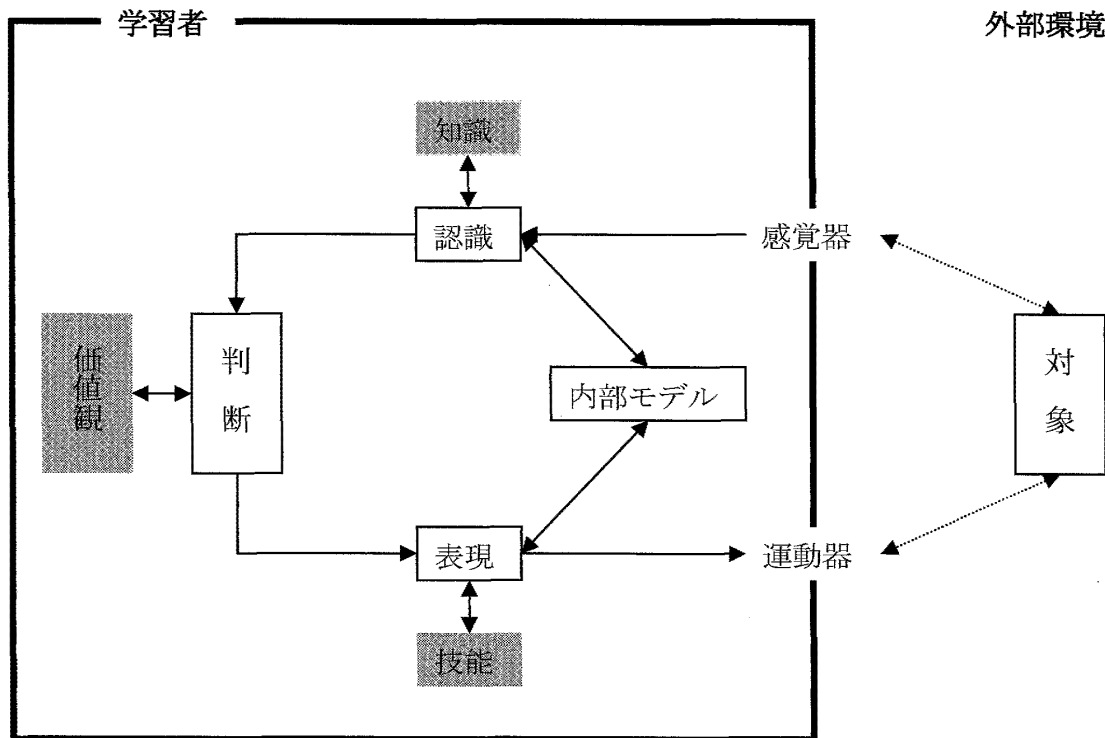 学習者
外部環境
知識
認識
感覚器
価値観
判断
内部モデル
対象
表現
運動器
技能